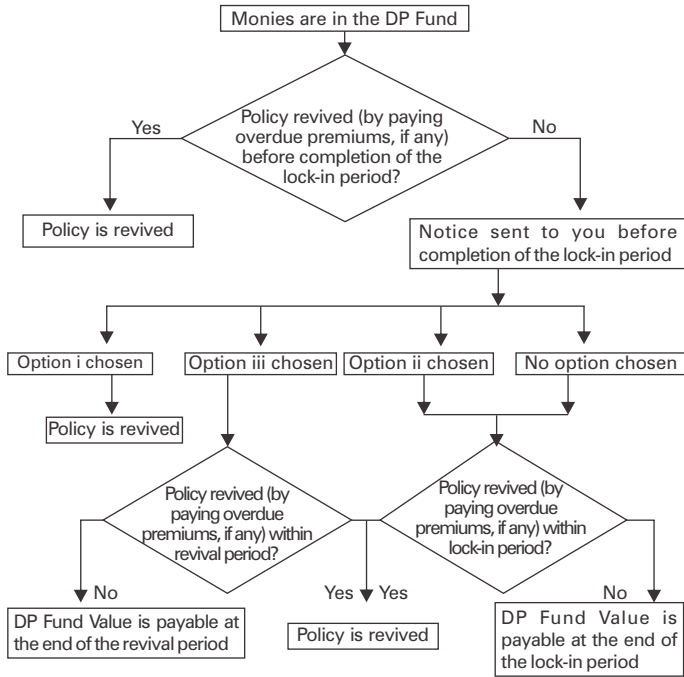 Monies are in the DP Fund
Policy revived (by paying
overdue premiums, if any)
before completion of the
lock-in period?
Yes
No
Policy is revived
Notice sent to you before
completion of the lock-in period
Option i chosen
Option iii chosen
Option ii chosen
No option chosen
Policy is revived
Policy revived (by
paying overdue
premiums, if any) within
revival period?
Policy revived (by
paying overdue
premiums, if any) within
lock-in period?
No
Yes
Yes
No
DP Fund Value is payable at
the end of the revival period
Policy is revived
DP Fund Value is
payable at the end of
the lock-in period